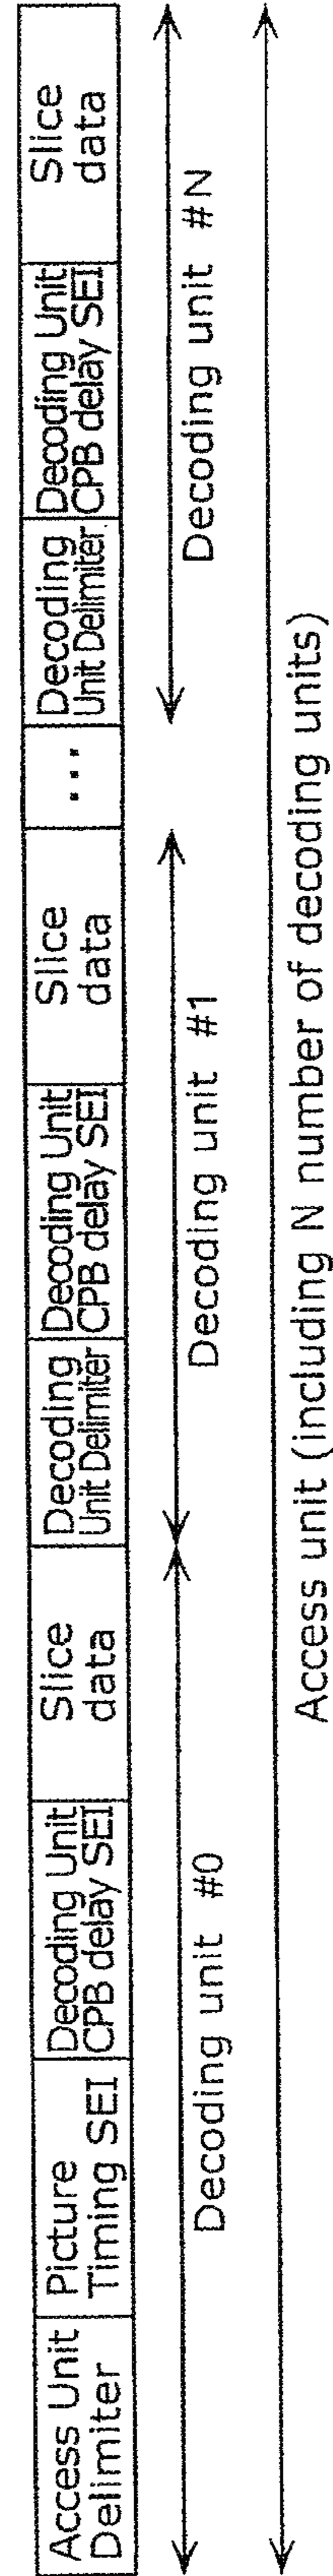 Access Unit
Delimiter
Picture
Timing SEI
Decoding Unit
CPB delay SEI
Slice
data
Decoding
Unit Delimiter
Decoding Unit
CPB delay SEI
Slice
data
...
Decoding
Unit Delimiter
Decoding Unit
CPB delay SEI
Slice
data
Decoding unit #0
Decoding unit #1
Decoding unit #N
Access unit (including N number of decoding units)